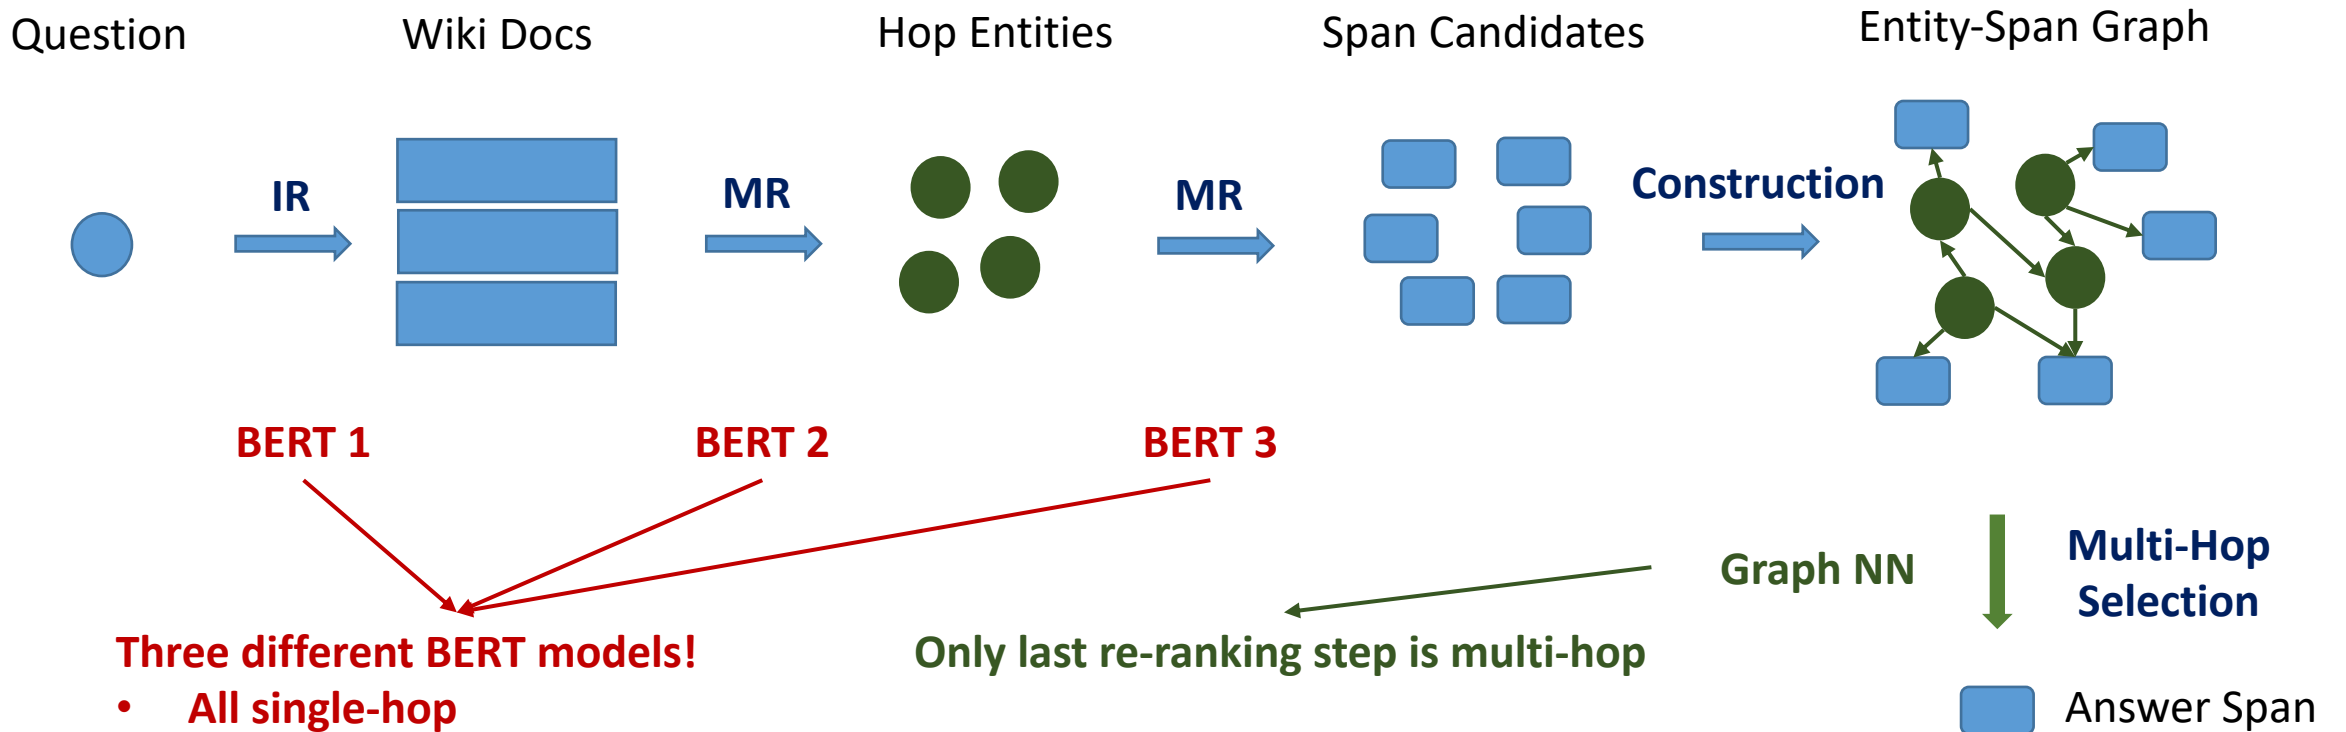 Question
Wiki Docs
Hop Entities
Span Candidates
Entity-Span Graph
IR
MR
MR
Construction
BERT 1
BERT 2
BERT 3
Graph NN
Multi-Hop
Selection
Three different BERT models!
• All single-hop
Only last re-ranking step is multi-hop
Answer Span